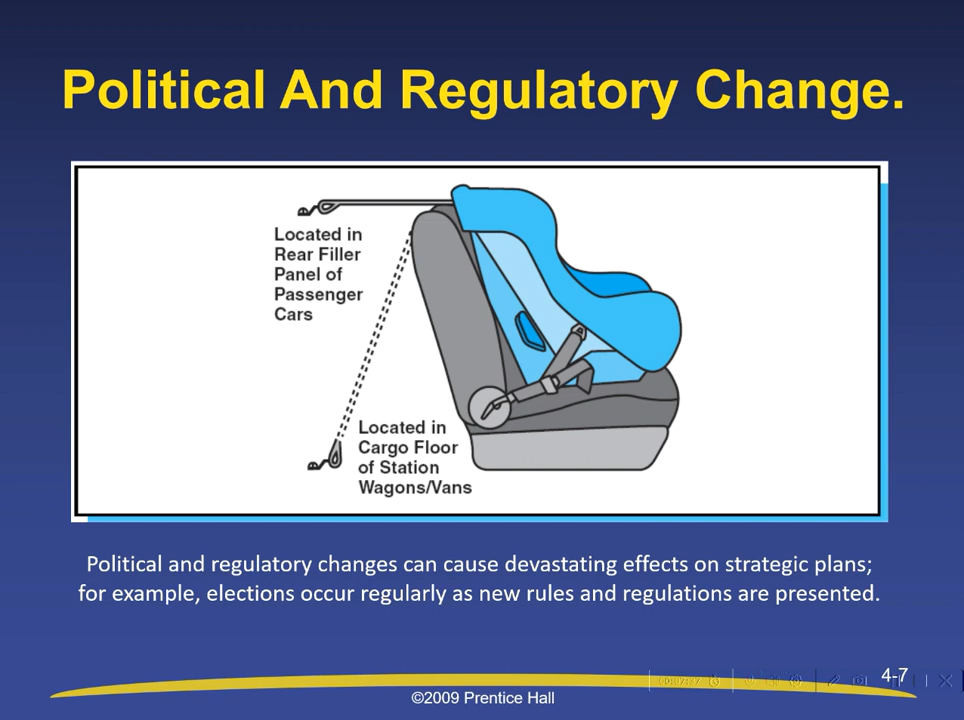 Political And Regulatory Change.
Located in
Rear Filler
Panel of
Passenger
Cars
Located in
Cargo Floor
of Station
Wagons/Vans
Political and regulatory changes can cause devastating effects on strategic plans;
for example, elections occur regularly as new rules and regulations are presented.
4-7
©2009 Prentice Hall